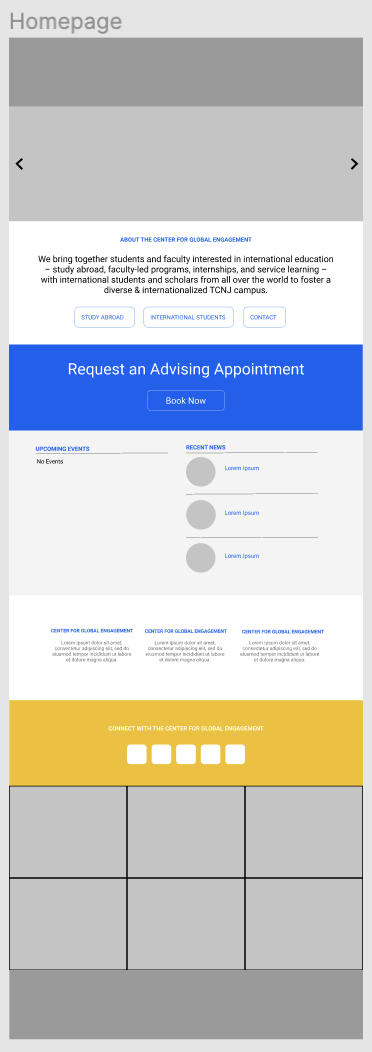 Homepage
ABOUT THE CENTER FOR GLOBAL ENGAGEMENT
We bring together students and faculty interested in international education
– study abroad, faculty-led programs, internships, and service learning –
with international students and scholars from all over the world to foster a
diverse & internationalized TCNJ campus.
STUDY ABROAD
INTERNATIONAL STUDENTS
CONTACT
Request an Advising Appointment
Book Now
UPCOMING EVENTS
No Events
RECENT NEWS
Lorem Ipsum
Lorem Ipsum
Lorem Ipsum
CENTER FOR GLOBAL ENGAGEMENT
Lorem ipsum dolor sit amet,
consectetur adipiscing elit, sed do
eiusmod tempor incididunt ut labore
et dolore magna aliqua.
CENTER FOR GLOBAL ENGAGEMENT
Lorem ipsum dolor sit amet,
consectetur adipiscing elit, sed do
eiusmod tempor incididunt ut labore
et dolore magna aliqua.
CENTER FOR GLOBAL ENGAGEMENT
Lorem ipsum dolor sit amet,
consectetur adipiscing elit, sed do
eiusmod tempor incididunt ut labore
et dolore magna aliqua.
CONNECT WITH THE CENTER FOR GLOBAL ENGAGEMENT